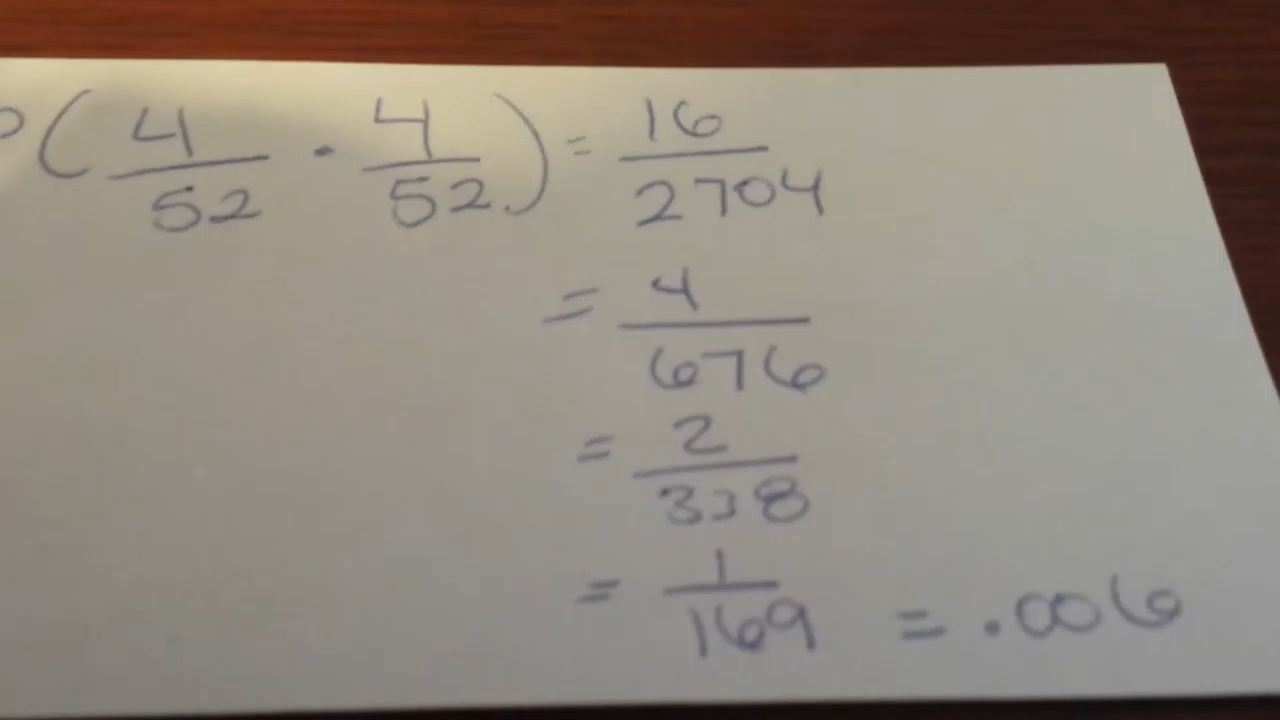 P(4/52 · 4/52) = 16/2704
= 4/676
= 2/338
= 1/169 = .006